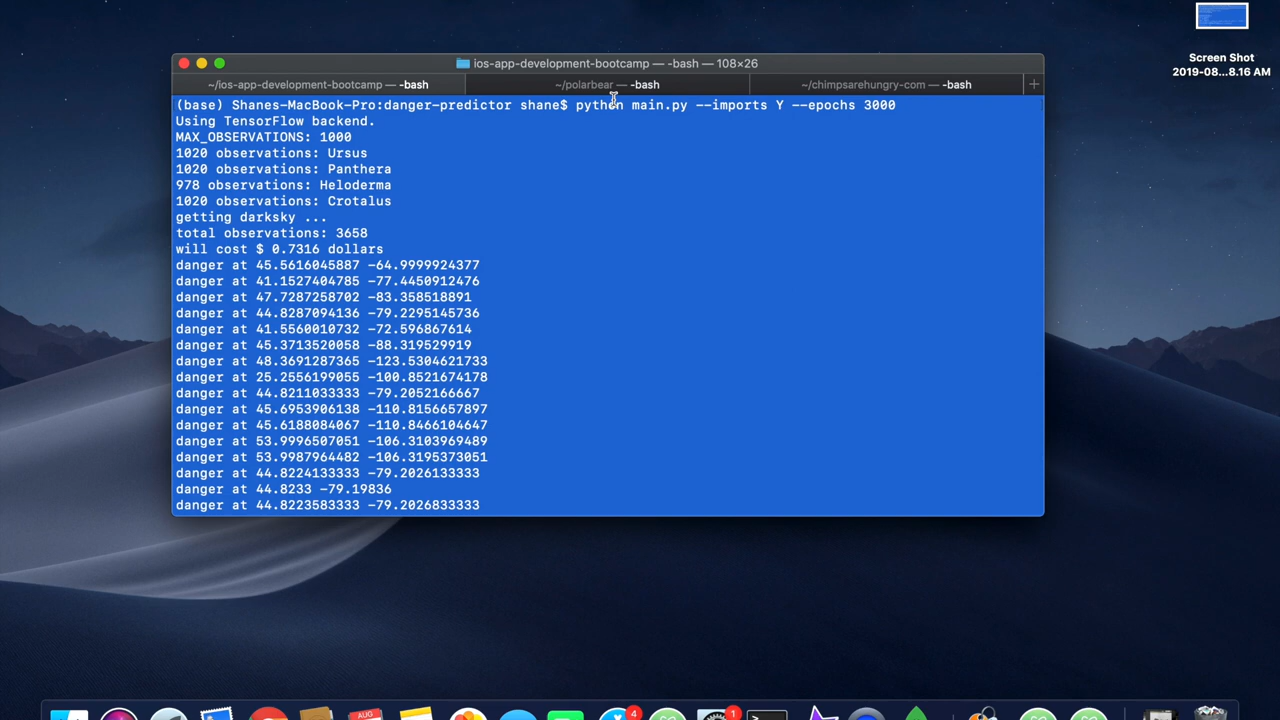 Screen Shot
2019-08...8.16 AM
ios-app-development-bootcamp — -bash — 108×26
~/ios-app-development-bootcamp — -bash
~/polarbear — -bash
~/chimpsarehungry-com — -bash
(base) Shanes-MacBook-Pro:danger-predictor shane$ python main.py --imports Y --epochs 3000
Using TensorFlow backend.
MAX_OBSERVATIONS: 1000
1020 observations: Ursus
1020 observations: Panthera
978 observations: Heloderma
1020 observations: Crotalus
getting darksky ...
total observations: 3658
will cost $ 0.7316 dollars
danger at 45.5616045887 -64.9999924377
danger at 41.1527404785 -77.4450912476
danger at 47.7287258702 -83.358518891
danger at 44.8287094136 -79.2295145736
danger at 41.5560010732 -72.596867614
danger at 45.3713520058 -88.319529919
danger at 48.3691287365 -123.5304621733
danger at 25.2556199055 -100.8521674178
danger at 44.8211033333 -79.2052166667
danger at 45.6953906138 -110.8156657897
danger at 45.6188084067 -110.8466104647
danger at 53.9996507051 -106.3103969489
danger at 53.9987964482 -106.3195373051
danger at 44.8224133333 -79.2026133333
danger at 44.8233 -79.19836
danger at 44.8223583333 -79.2026833333
AUG
4
1